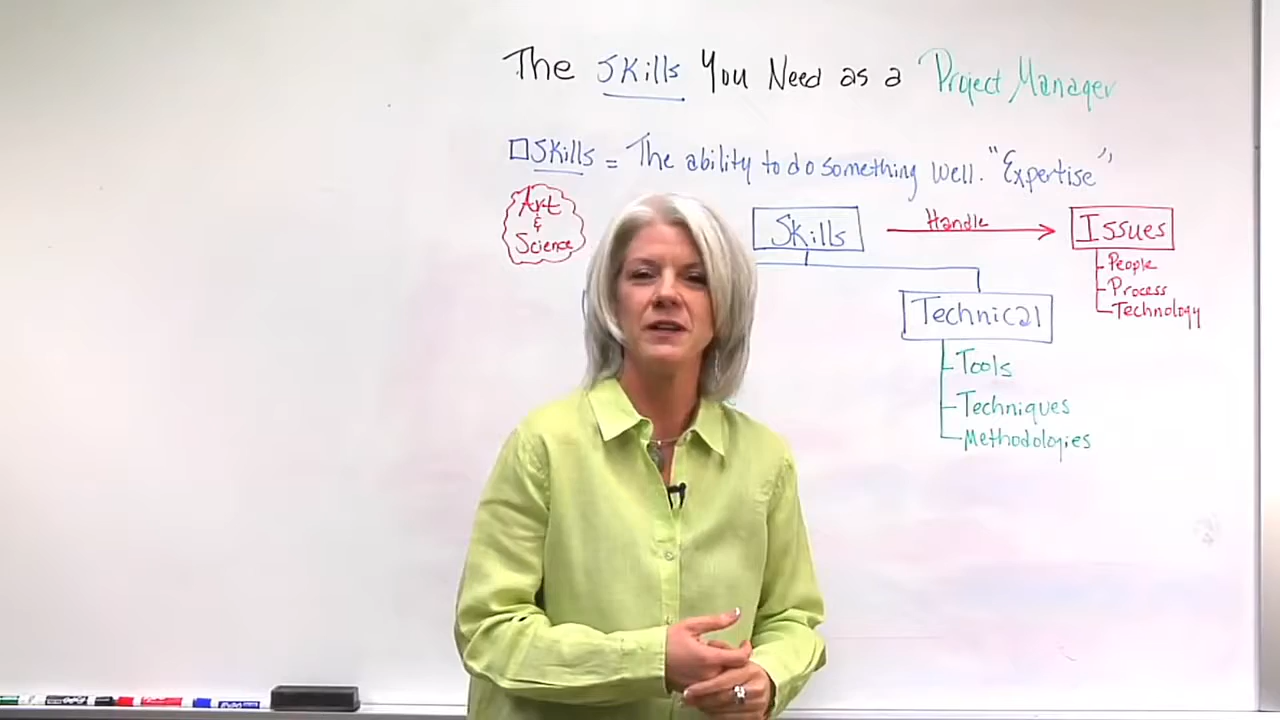 The Skills You Need as a Project Manager
Skills = The ability to do something well. "Expertise"
Art
&
Science
Skills
Handle
Issues
People
Process
Technology
Technical
Tools
Techniques
Methodologies